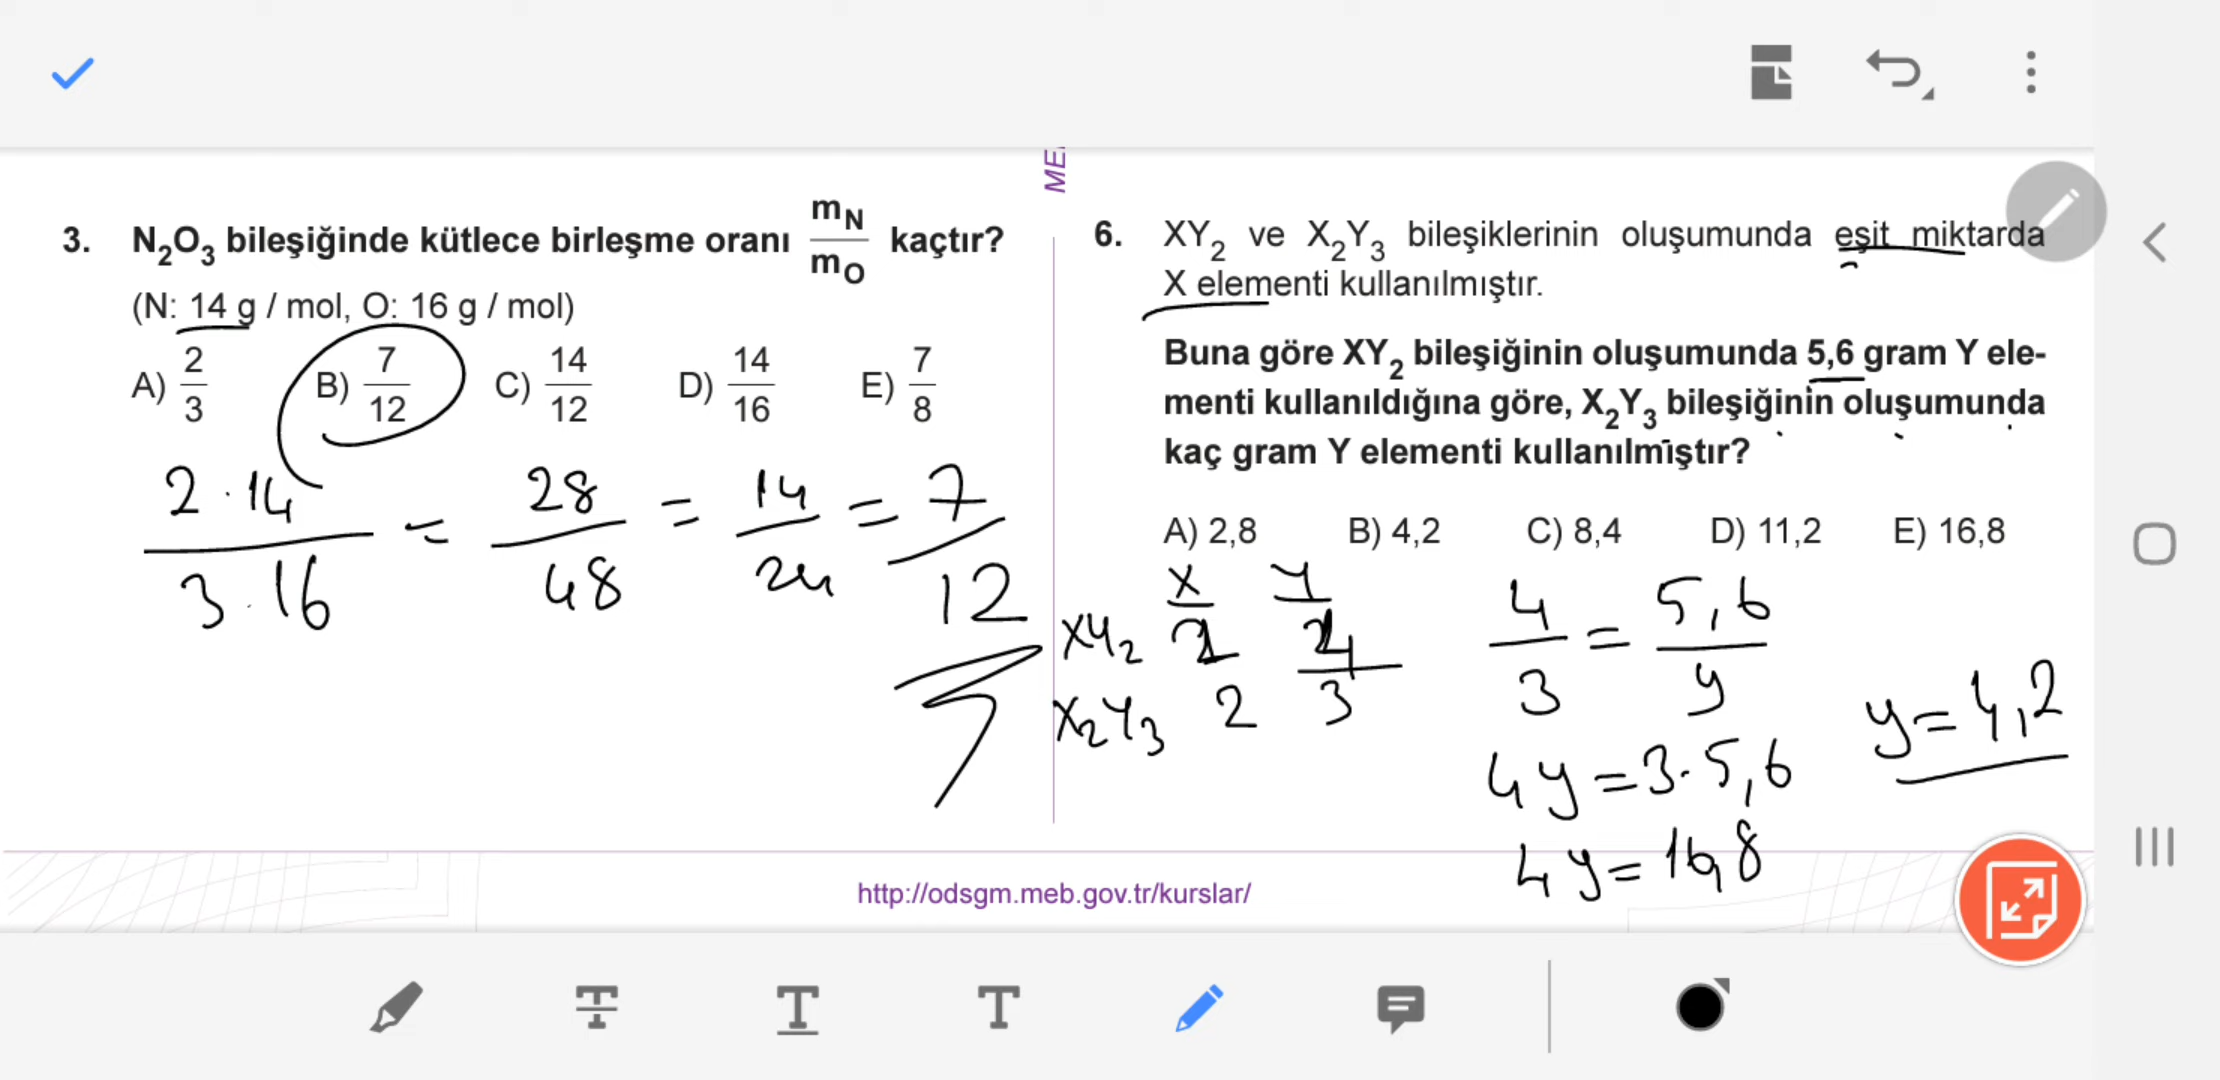 ME
3. N₂O₃ bileşiğinde kütlece birleşme oranı mN / mO kaçtır?
(N: 14 g / mol, O: 16 g / mol)
A) 2/3 B) 7/12 C) 14/12 D) 14/16 E) 7/8
2 · 14 / 3 · 16 = 28 / 48 = 14 / 24 = 7 / 12
6. XY₂ ve X₂Y₃ bileşiklerinin oluşumunda eşit miktarda
X elementi kullanılmıştır.
Buna göre XY₂ bileşiğinin oluşumunda 5,6 gram Y ele-
menti kullanıldığına göre, X₂Y₃ bileşiğinin oluşumunda
kaç gram Y elementi kullanılmıştır?
A) 2,8 B) 4,2 C) 8,4 D) 11,2 E) 16,8
X Y
XY₂ 2 4
X₂Y₃ 2 3
4 / 3 = 5,6 / y
4y = 3 · 5,6
4y = 16,8
y = 4,2
http://odsgm.meb.gov.tr/kurslar/